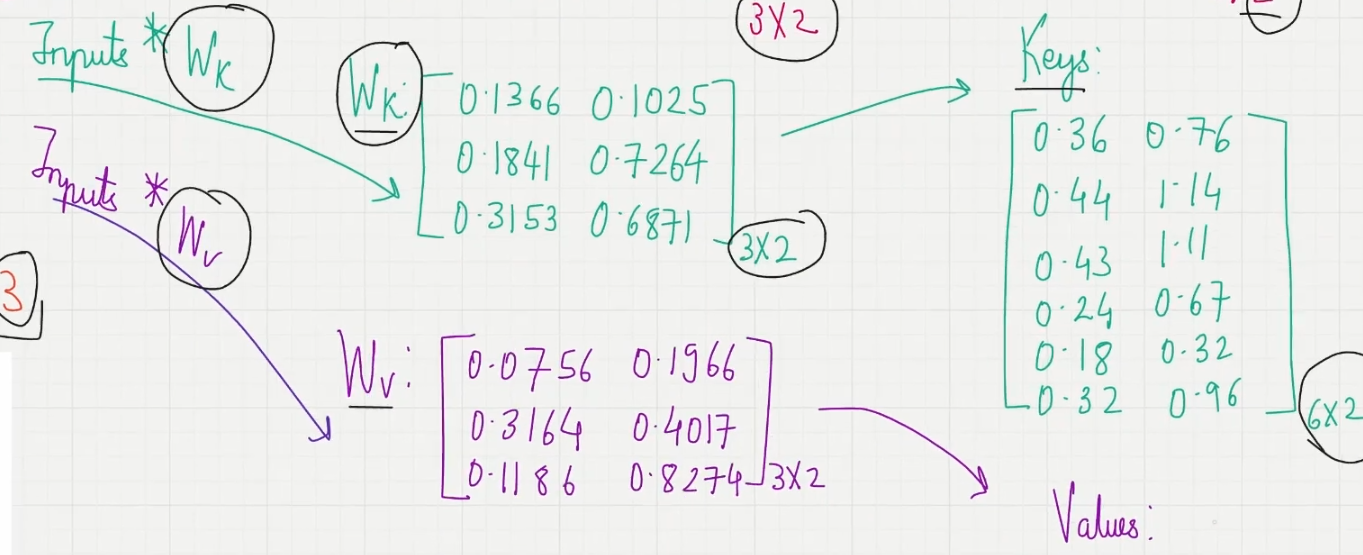 3X2
Inputs * WK
WK: 0.1366 0.1025
0.1841 0.7264
0.3153 0.6871
3X2
Keys:
0.36 0.76
0.44 1.14
0.43 1.11
0.24 0.67
0.18 0.32
0.32 0.96
6X2
Inputs * Wv
3
Wv: 0.0756 0.1966
0.3164 0.4017
0.1186 0.8274
3X2
Values: